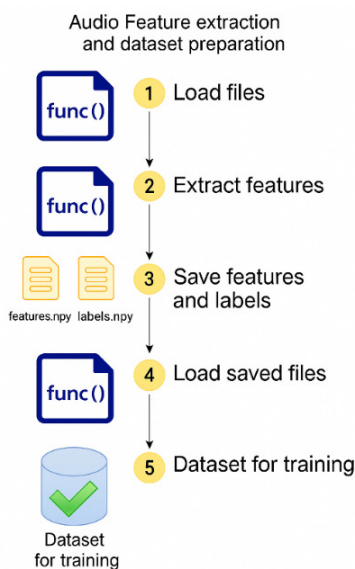 Audio Feature extraction
and dataset preparation
func()
1 Load files
func()
2 Extract features
features.npy labels.npy
3 Save features
and labels
func()
4 Load saved files
5 Dataset for training
Dataset
for training